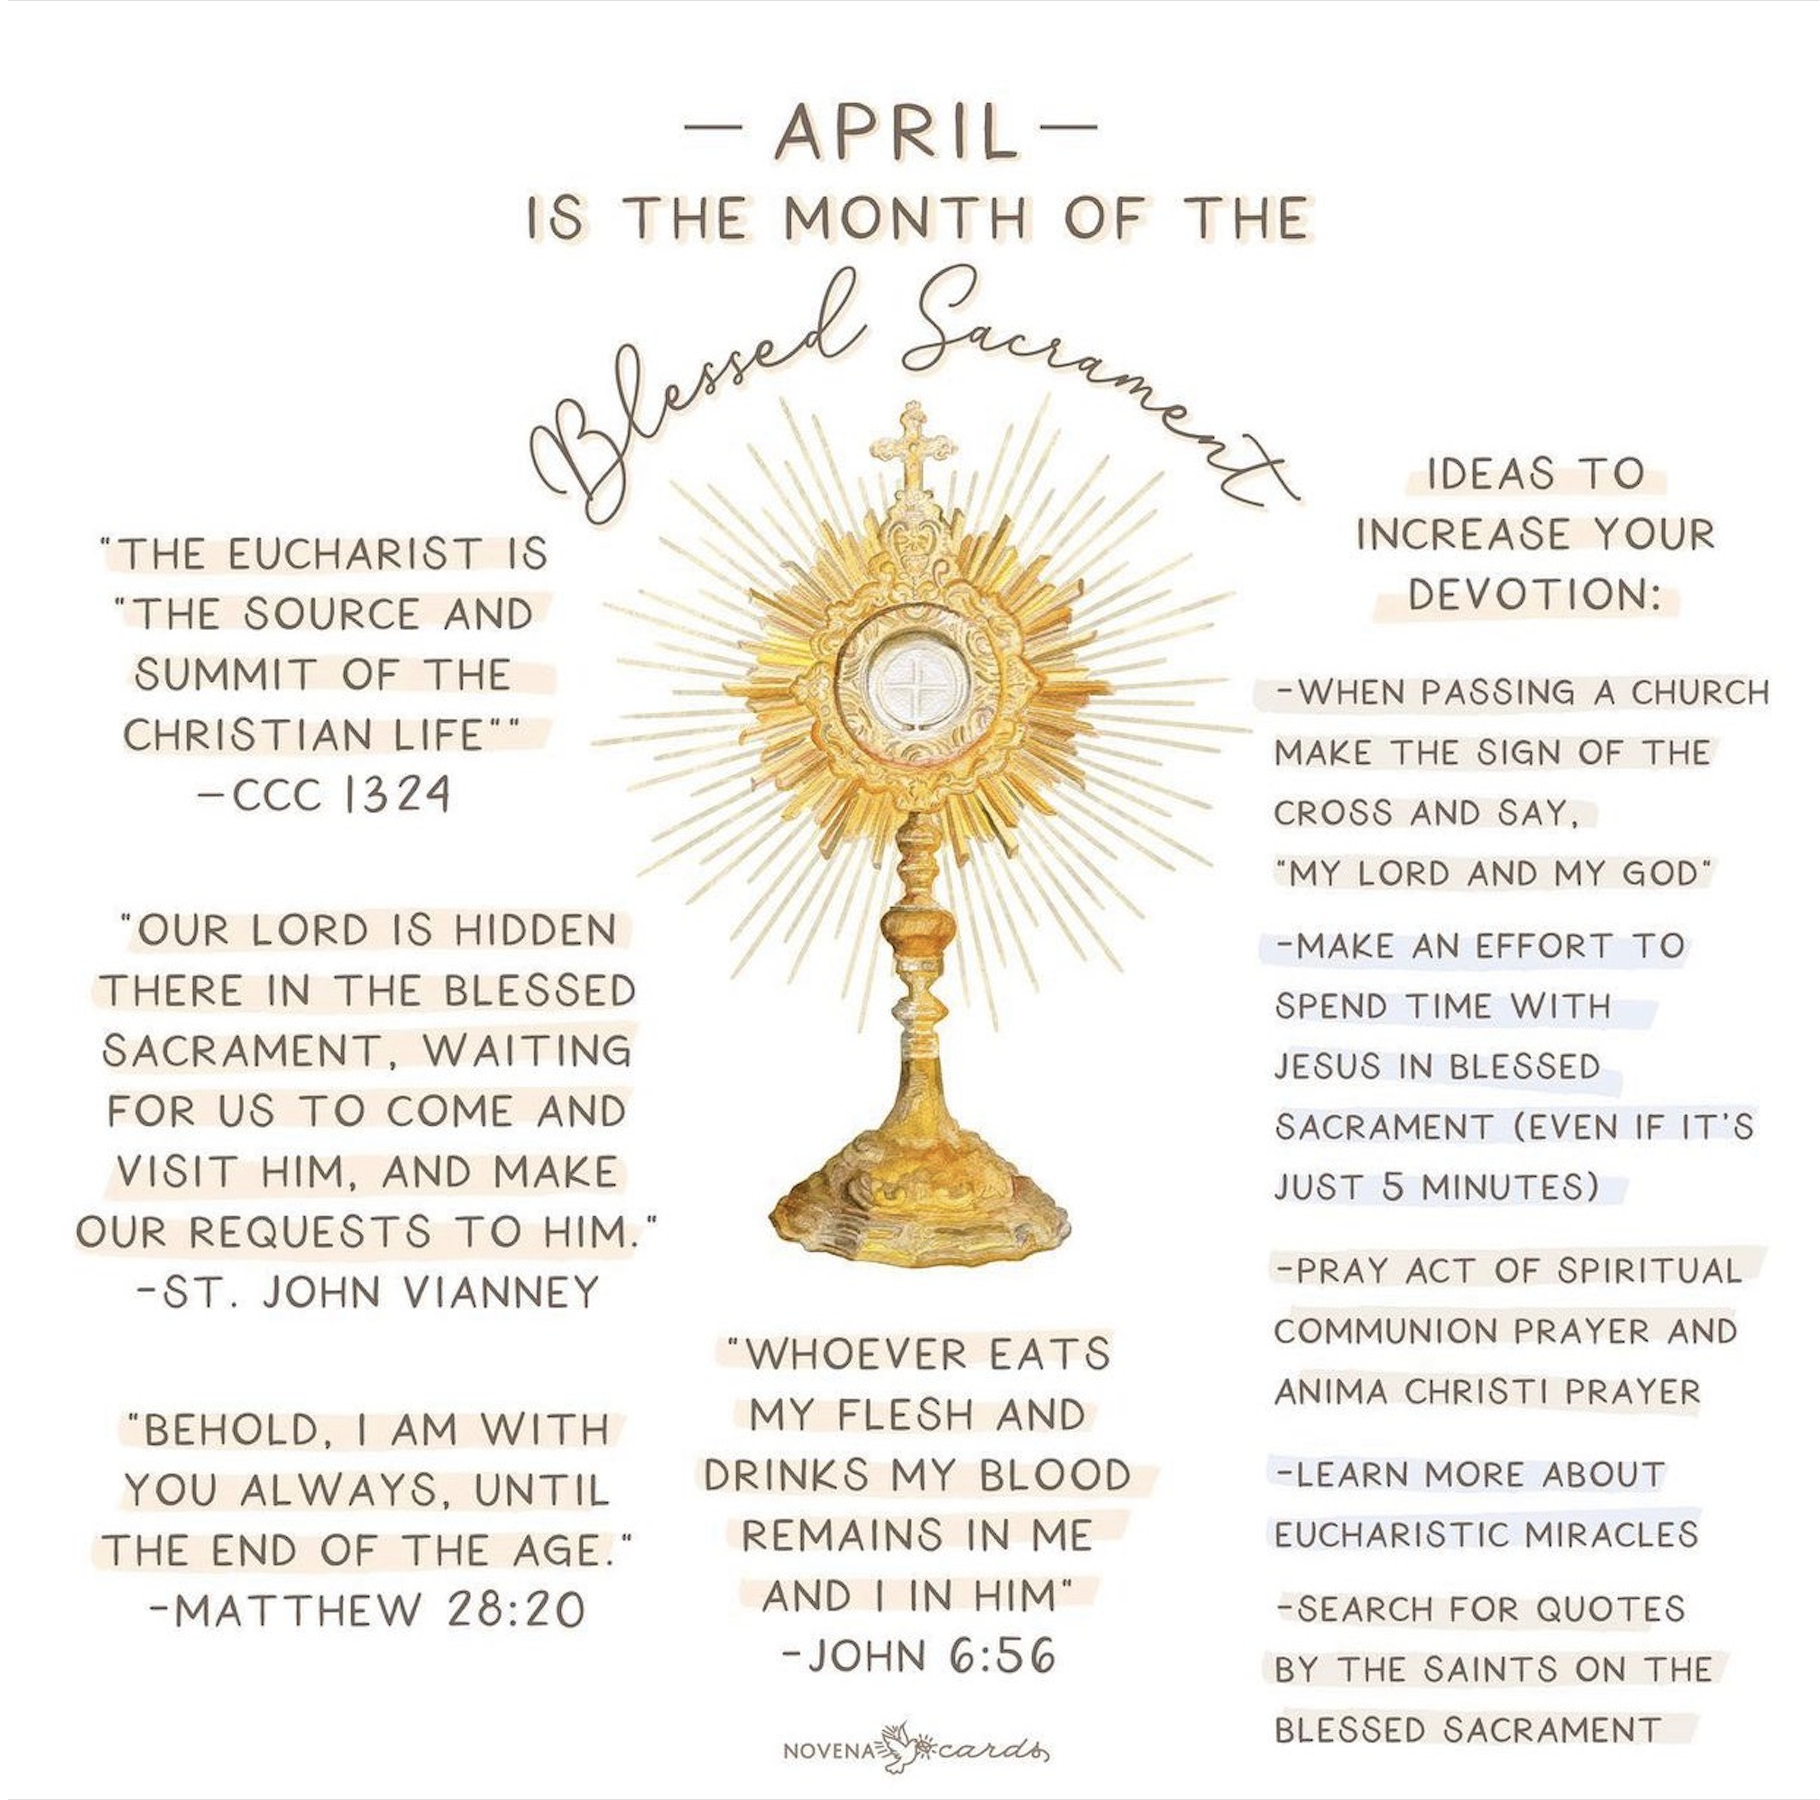 — APRIL —
IS THE MONTH OF THE
Blessed Sacrament
"THE EUCHARIST IS
"THE SOURCE AND
SUMMIT OF THE
CHRISTIAN LIFE""
—CCC 1324
"OUR LORD IS HIDDEN
THERE IN THE BLESSED
SACRAMENT, WAITING
FOR US TO COME AND
VISIT HIM, AND MAKE
OUR REQUESTS TO HIM."
-ST. JOHN VIANNEY
"BEHOLD, I AM WITH
YOU ALWAYS, UNTIL
THE END OF THE AGE."
-MATTHEW 28:20
"WHOEVER EATS
MY FLESH AND
DRINKS MY BLOOD
REMAINS IN ME
AND I IN HIM"
-JOHN 6:56
IDEAS TO
INCREASE YOUR
DEVOTION:
-WHEN PASSING A CHURCH
MAKE THE SIGN OF THE
CROSS AND SAY,
"MY LORD AND MY GOD"
-MAKE AN EFFORT TO
SPEND TIME WITH
JESUS IN BLESSED
SACRAMENT (EVEN IF IT'S
JUST 5 MINUTES)
-PRAY ACT OF SPIRITUAL
COMMUNION PRAYER AND
ANIMA CHRISTI PRAYER
-LEARN MORE ABOUT
EUCHARISTIC MIRACLES
-SEARCH FOR QUOTES
BY THE SAINTS ON THE
BLESSED SACRAMENT
NOVENA cards